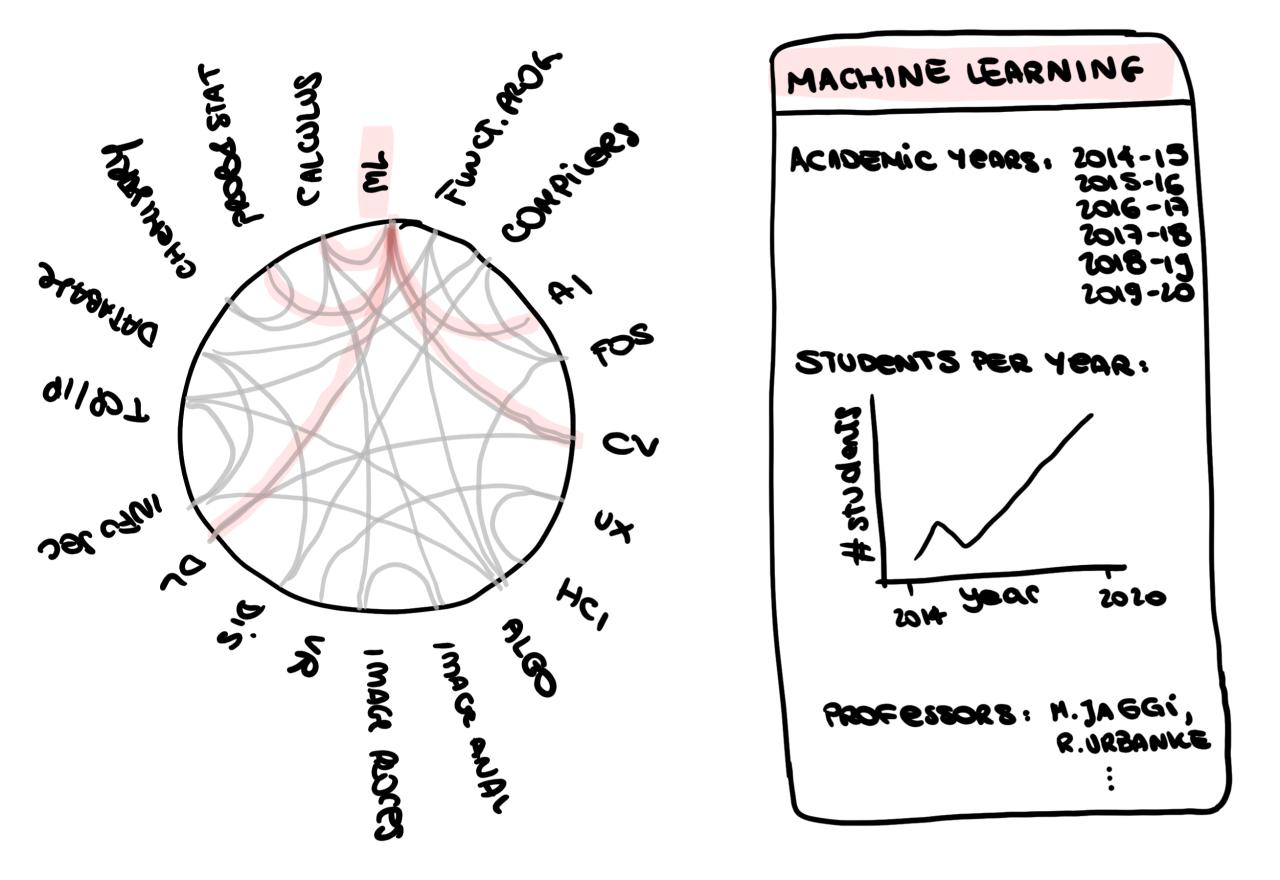 ML
FUNCT. PROG
COMPILERS
AI
FOS
CV
UX
HCI
ALGO
IMAGE ANAL
IMAGE PROCES
VR
DIS.
DL
INFO SEC
TCP/IP
DATABASE
CHEMISTRY
PROB& STAT
CALCULUS
MACHINE LEARNING
ACADEMIC YEARS: 2014-15
2015-16
2016-17
2017-18
2018-19
2019-20
STUDENTS PER YEAR:
# students
2014 year 2020
PROFESSORS: M. JAGGI,
R. URBANKE
⋮